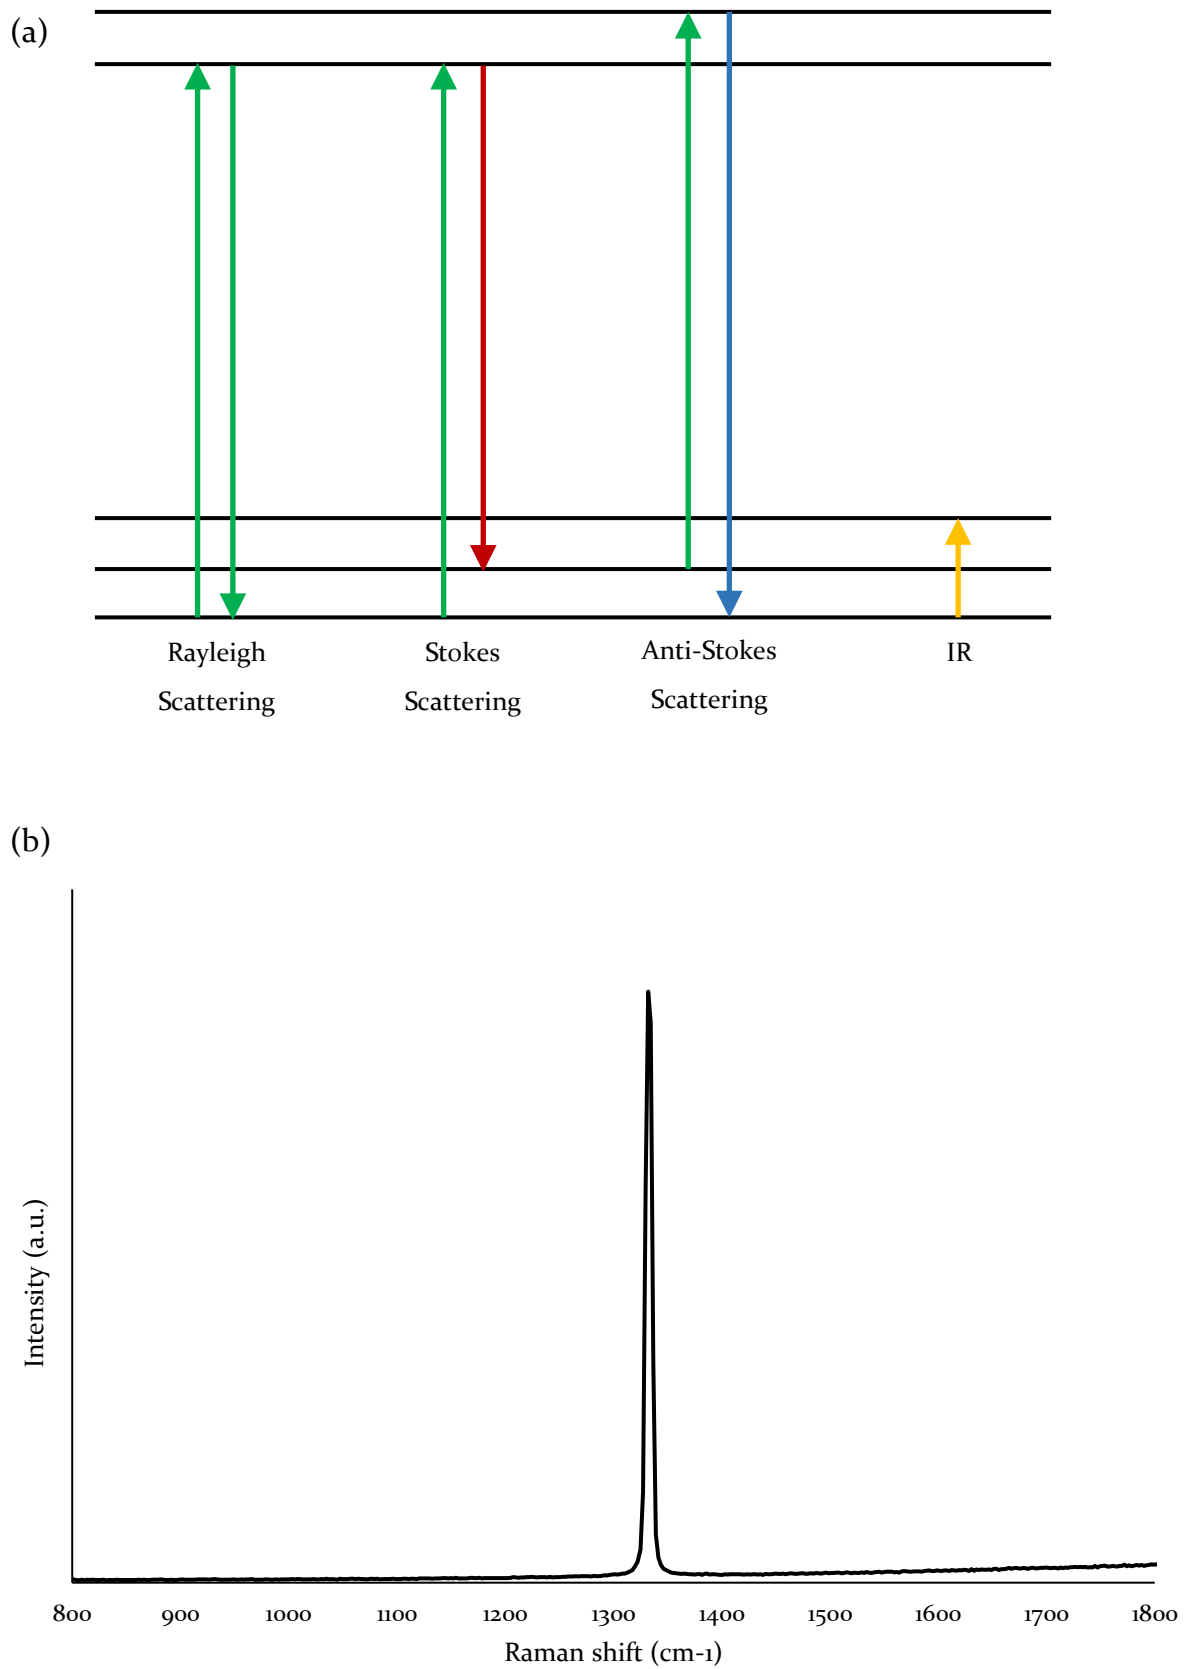 (a)
Rayleigh
Scattering
Stokes
Scattering
Anti-Stokes
Scattering
IR
(b)
Intensity (a.u.)
800 900 1000 1100 1200 1300 1400 1500 1600 1700 1800
Raman shift (cm-1)